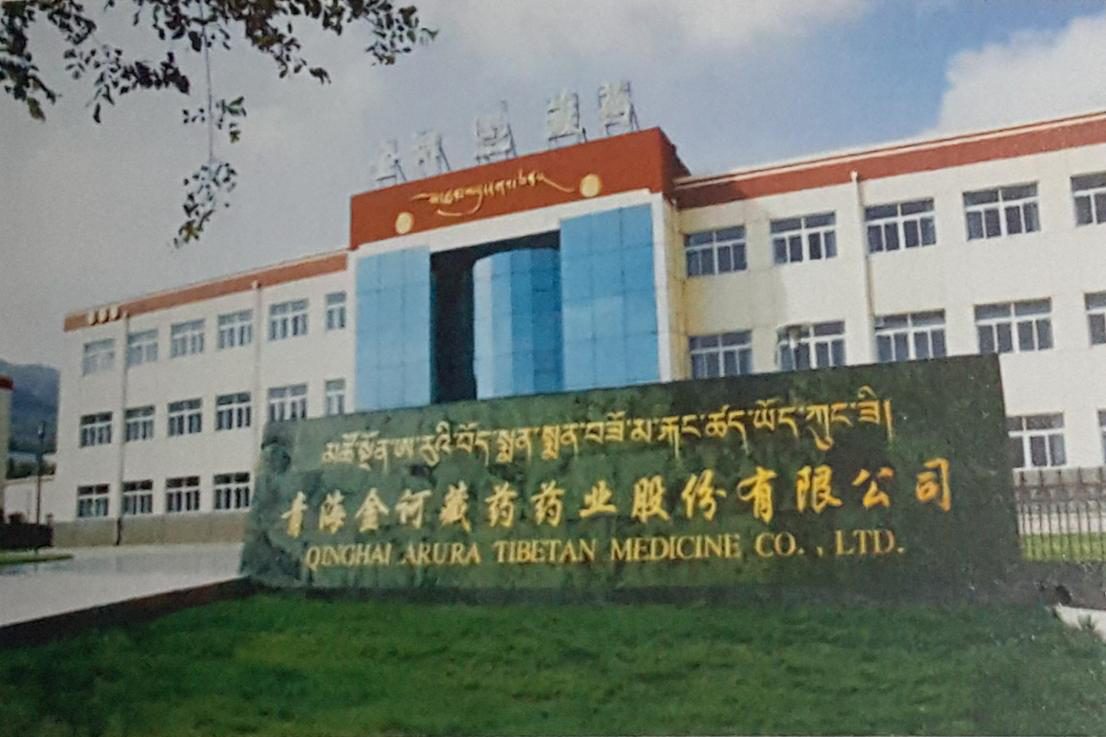 མཚོ་སྔོན་ཨ་རུའི་བོད་སྨན་སྨན་བཟོ་མ་རྐང་ཚད་ཡོད་ཀུང་ཟི།
青海金诃藏药药业股份有限公司
QINGHAI ARURA TIBETAN MEDICINE CO., LTD.